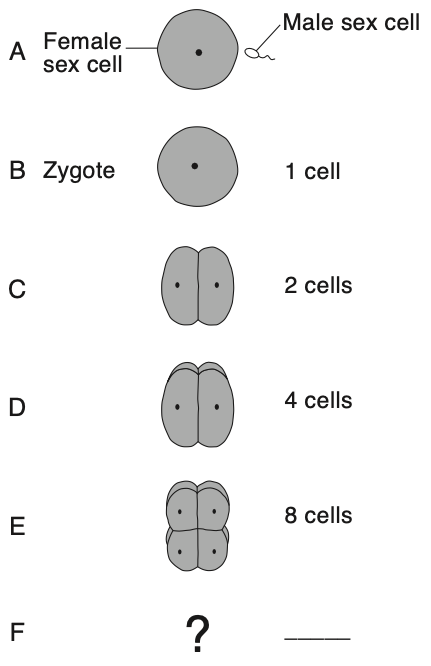 Male sex cell
A
Female
sex cell
B Zygote 1 cell
C 2 cells
D 4 cells
E 8 cells
F ? _____